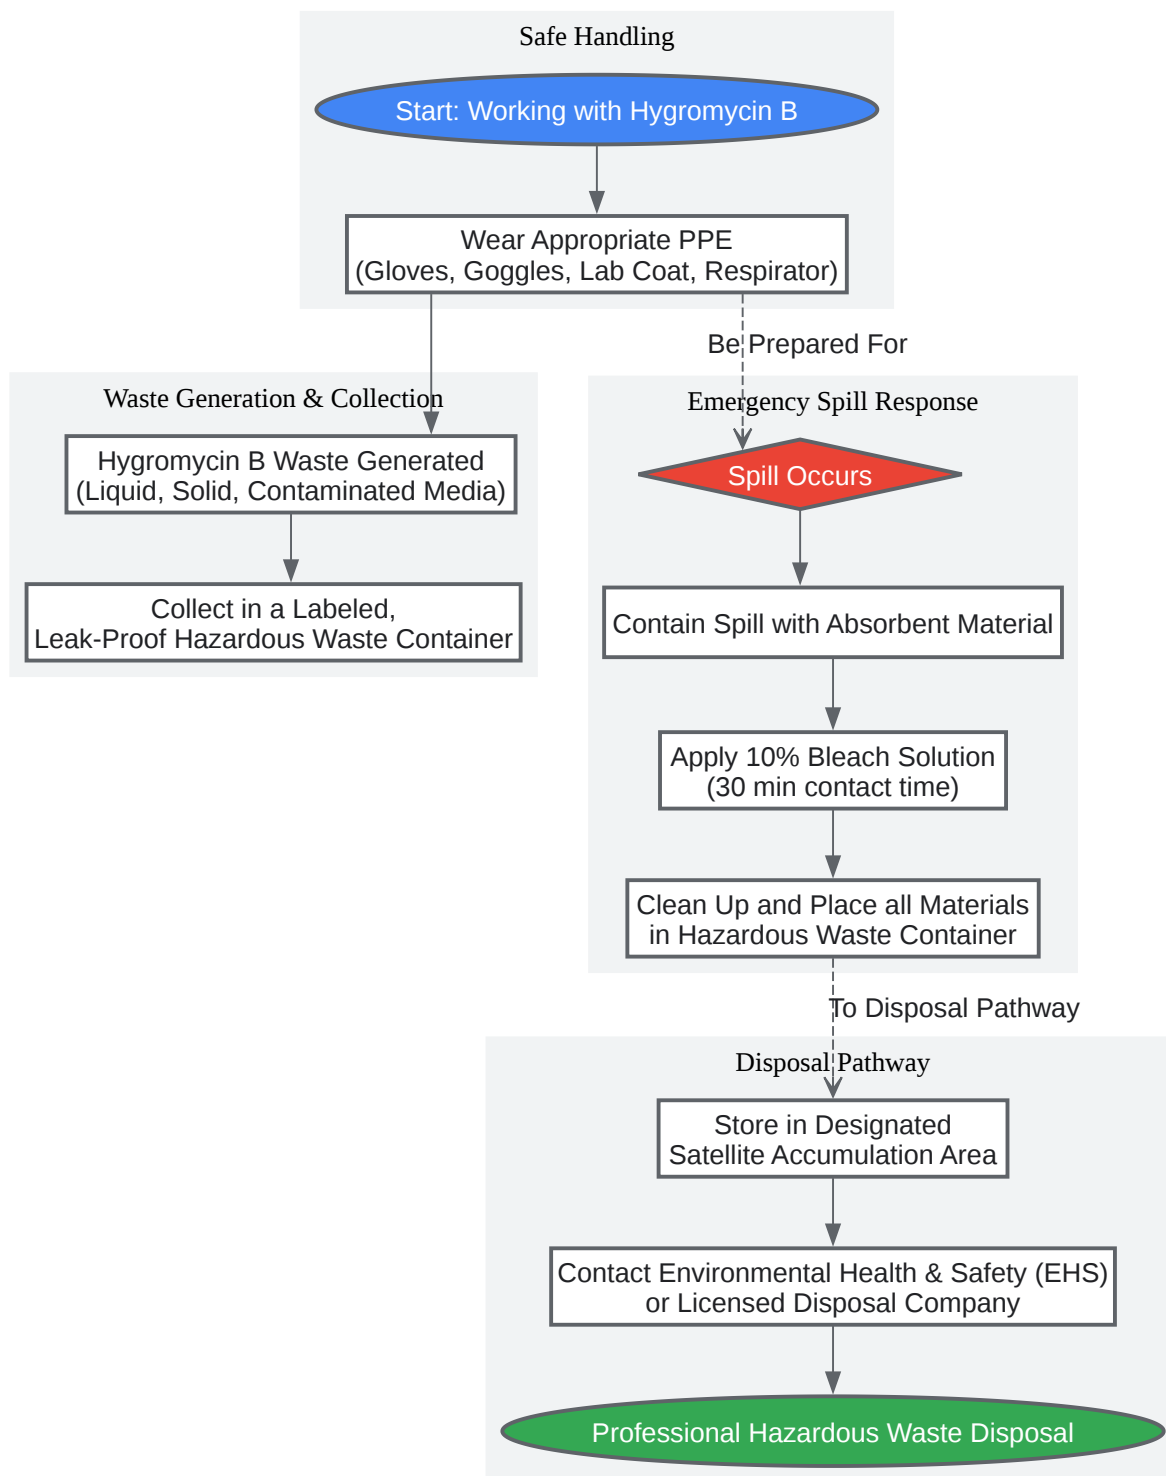 Safe Handling
Start: Working with Hygromycin B
Wear Appropriate PPE
(Gloves, Goggles, Lab Coat, Respirator)
Be Prepared For
Waste Generation & Collection
Hygromycin B Waste Generated
(Liquid, Solid, Contaminated Media)
Collect in a Labeled,
Leak-Proof Hazardous Waste Container
Emergency Spill Response
Spill Occurs
Contain Spill with Absorbent Material
Apply 10% Bleach Solution
(30 min contact time)
Clean Up and Place all Materials
in Hazardous Waste Container
To Disposal Pathway
Disposal Pathway
Store in Designated
Satellite Accumulation Area
Contact Environmental Health & Safety (EHS)
or Licensed Disposal Company
Professional Hazardous Waste Disposal